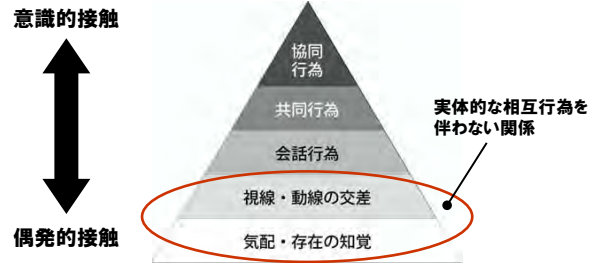 意識的接触
協同
行為
共同行為
実体的な相互行為を
伴わない関係
会話行為
視線・動線の交差
偶発的接触
気配・存在の知覚